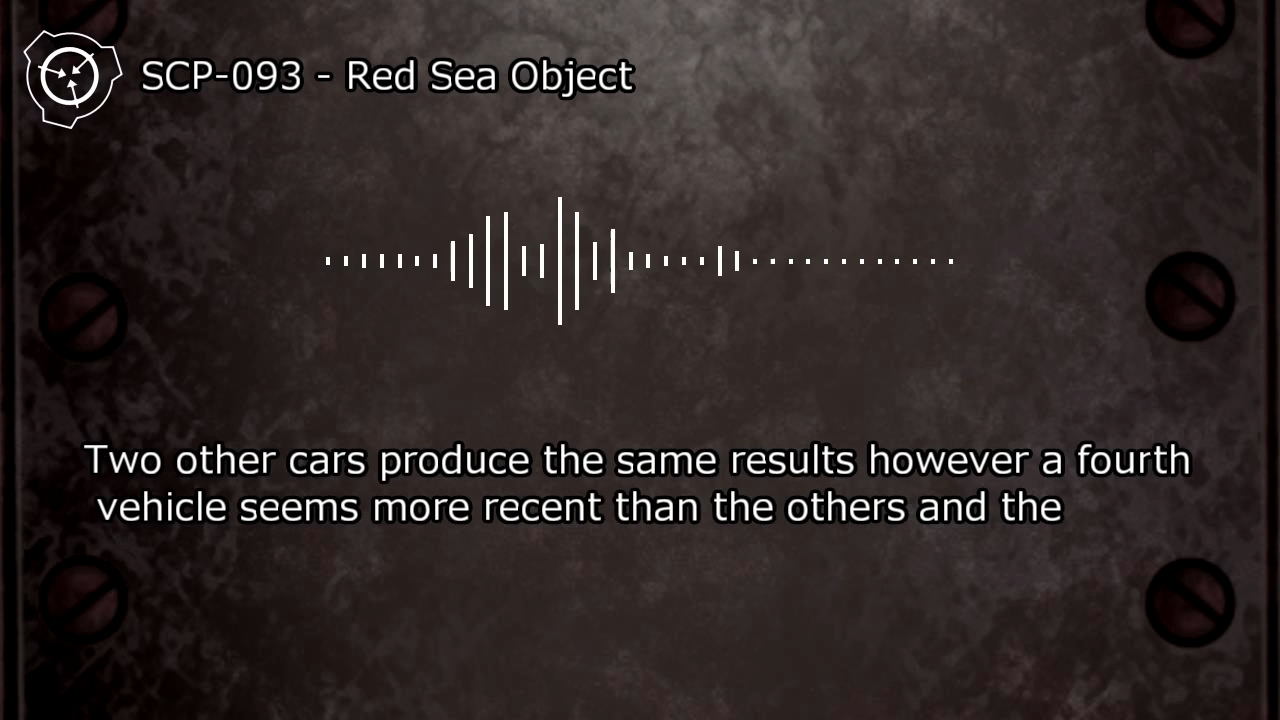 SCP-093 - Red Sea Object
Two other cars produce the same results however a fourth
vehicle seems more recent than the others and the